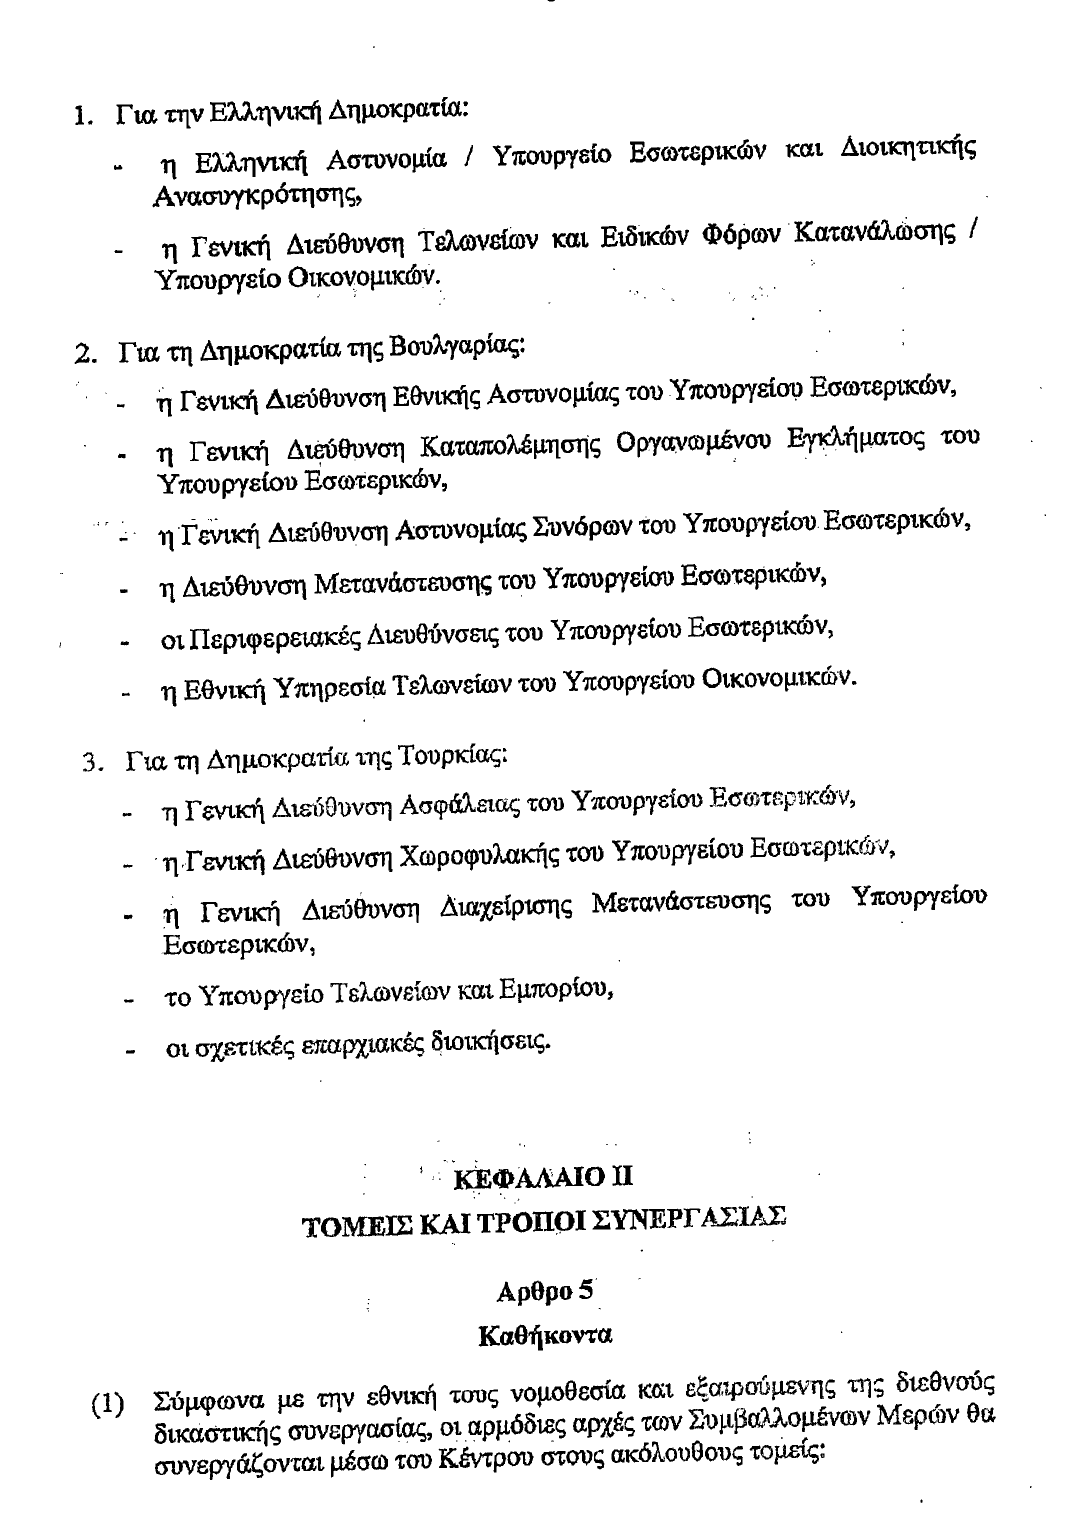 1. Για την Ελληνική Δημοκρατία:
- η Ελληνική Αστυνομία / Υπουργείο Εσωτερικών και Διοικητικής
Ανασυγκρότησης,
- η Γενική Διεύθυνση Τελωνείων και Ειδικών Φόρων Κατανάλωσης /
Υπουργείο Οικονομικών.
2. Για τη Δημοκρατία της Βουλγαρίας:
- η Γενική Διεύθυνση Εθνικής Αστυνομίας του Υπουργείου Εσωτερικών,
- η Γενική Διεύθυνση Καταπολέμησης Οργανωμένου Εγκλήματος του
Υπουργείου Εσωτερικών,
- η Γενική Διεύθυνση Αστυνομίας Συνόρων του Υπουργείου Εσωτερικών,
- η Διεύθυνση Μετανάστευσης του Υπουργείου Εσωτερικών,
- οι Περιφερειακές Διευθύνσεις του Υπουργείου Εσωτερικών,
- η Εθνική Υπηρεσία Τελωνείων του Υπουργείου Οικονομικών.
3. Για τη Δημοκρατία της Τουρκίας:
- η Γενική Διεύθυνση Ασφάλειας του Υπουργείου Εσωτερικών,
- η Γενική Διεύθυνση Χωροφυλακής του Υπουργείου Εσωτερικών,
- η Γενική Διεύθυνση Διαχείρισης Μετανάστευσης του Υπουργείου
Εσωτερικών,
- το Υπουργείο Τελωνείων και Εμπορίου,
- οι σχετικές επαρχιακές διοικήσεις.
ΚΕΦΑΛΑΙΟ ΙΙ
ΤΟΜΕΙΣ ΚΑΙ ΤΡΟΠΟΙ ΣΥΝΕΡΓΑΣΙΑΣ
Αρθρο 5
Καθήκοντα
(1) Σύμφωνα με την εθνική τους νομοθεσία και εξαιρούμενης της διεθνούς
δικαστικής συνεργασίας, οι αρμόδιες αρχές των Συμβαλλομένων Μερών θα
συνεργάζονται μέσω του Κέντρου στους ακόλουθους τομείς: